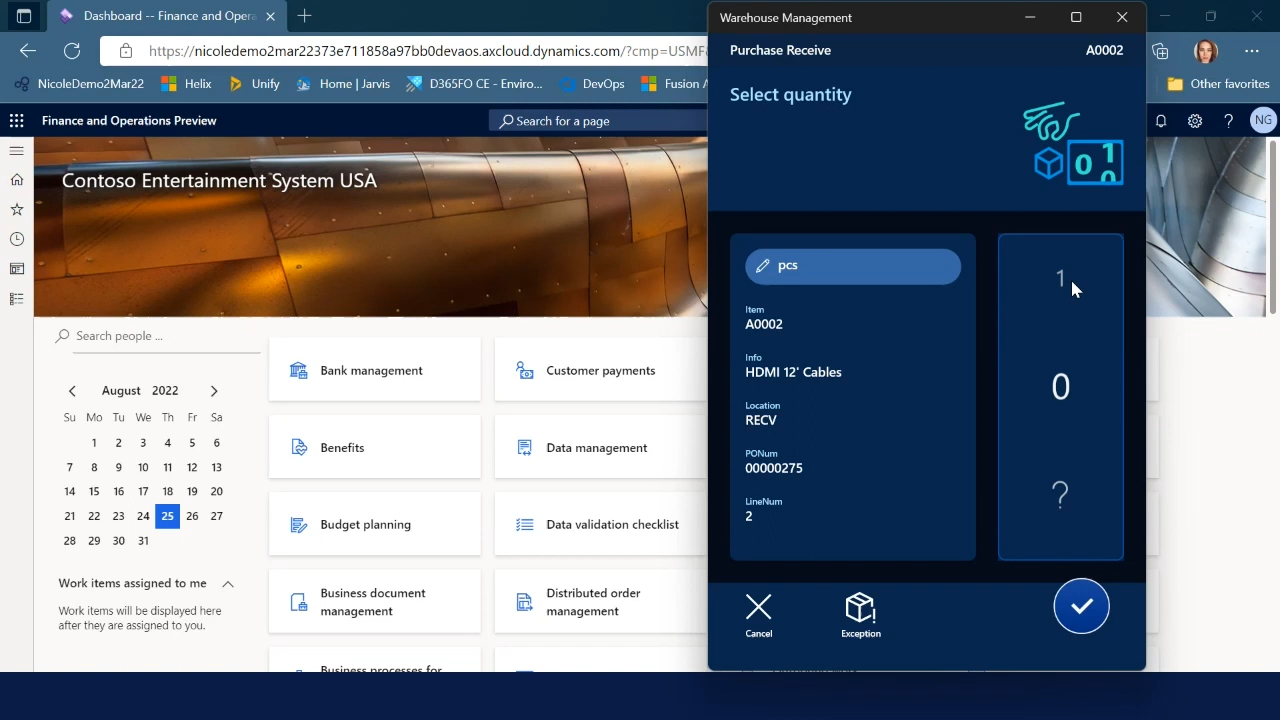 Dashboard -- Finance and Opera
https://nicoledemo2mar22373e711858a97bb0devaos.axcloud.dynamics.com/?cmp=USMF
NicoleDemo2Mar22
Helix
Unify
Home | Jarvis
D365FO CE - Enviro...
DevOps
Fusion
Other favorites
Finance and Operations Preview
Search for a page
?
NG
Contoso Entertainment System USA
Search people ...
August 2022
Su Mo Tu We Th Fr Sa
1 2 3 4 5 6
7 8 9 10 11 12 13
14 15 16 17 18 19 20
21 22 23 24 25 26 27
28 29 30 31
Work items assigned to me
Work items will be displayed here
after they are assigned to you.
Bank management
Customer payments
Benefits
Data management
Budget planning
Data validation checklist
Business document
management
Distributed order
management
Business processes for
Warehouse Management
Purchase Receive
A0002
Select quantity
0 1
0
pcs
Item
A0002
Info
HDMI 12' Cables
Location
RECV
PONum
00000275
LineNum
2
1
0
?
Cancel
Exception